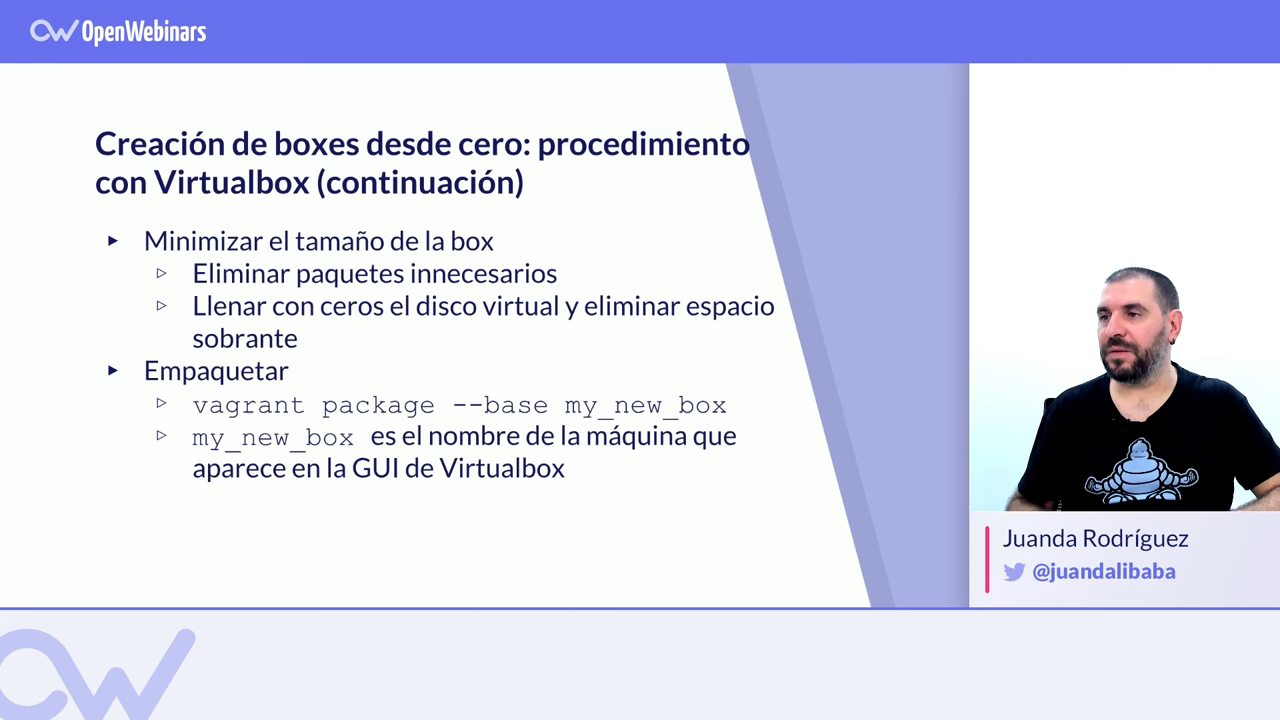 OpenWebinars
Creación de boxes desde cero: procedimiento
con Virtualbox (continuación)
Minimizar el tamaño de la box
Eliminar paquetes innecesarios
Llenar con ceros el disco virtual y eliminar espacio
sobrante
Empaquetar
vagrant package --base my_new_box
my_new_box es el nombre de la máquina que
aparece en la GUI de Virtualbox
Juanda Rodríguez
@juandalibaba